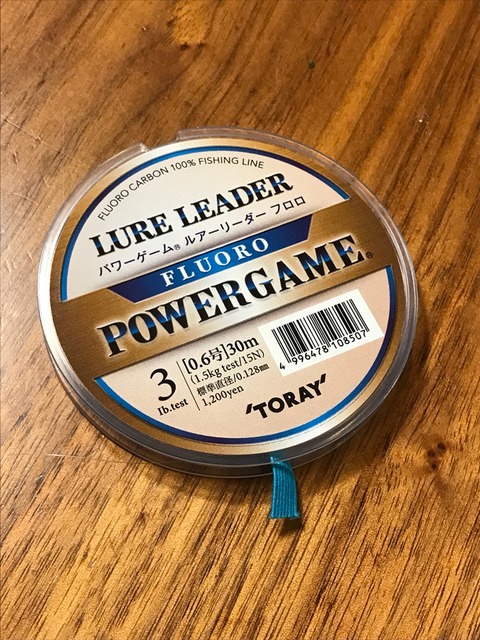 FLUORO CARBON 100% FISHING LINE
LURE LEADER
パワーゲーム® ルアーリーダー フロロ
FLUORO
POWERGAME®
3
lb.test
[0.6号]30m
(1.5kg test/15N)
標準直径/0.128mm
1,200yen
4 996478 108507
'TORAY'